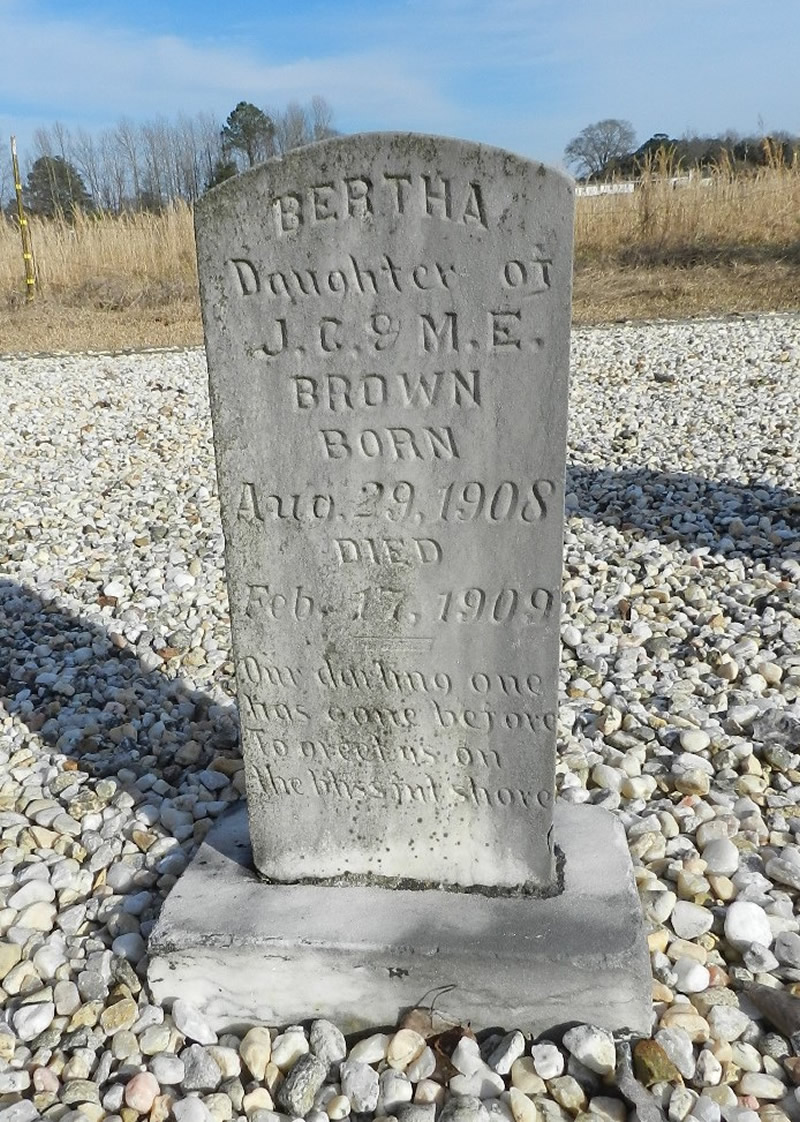 BERTHA
Daughter of
J.C. & M.E.
BROWN
BORN
Aug. 29, 1908
DIED
Feb. 17, 1909
Our darling one
has gone before
To greet us on
the blissful shore